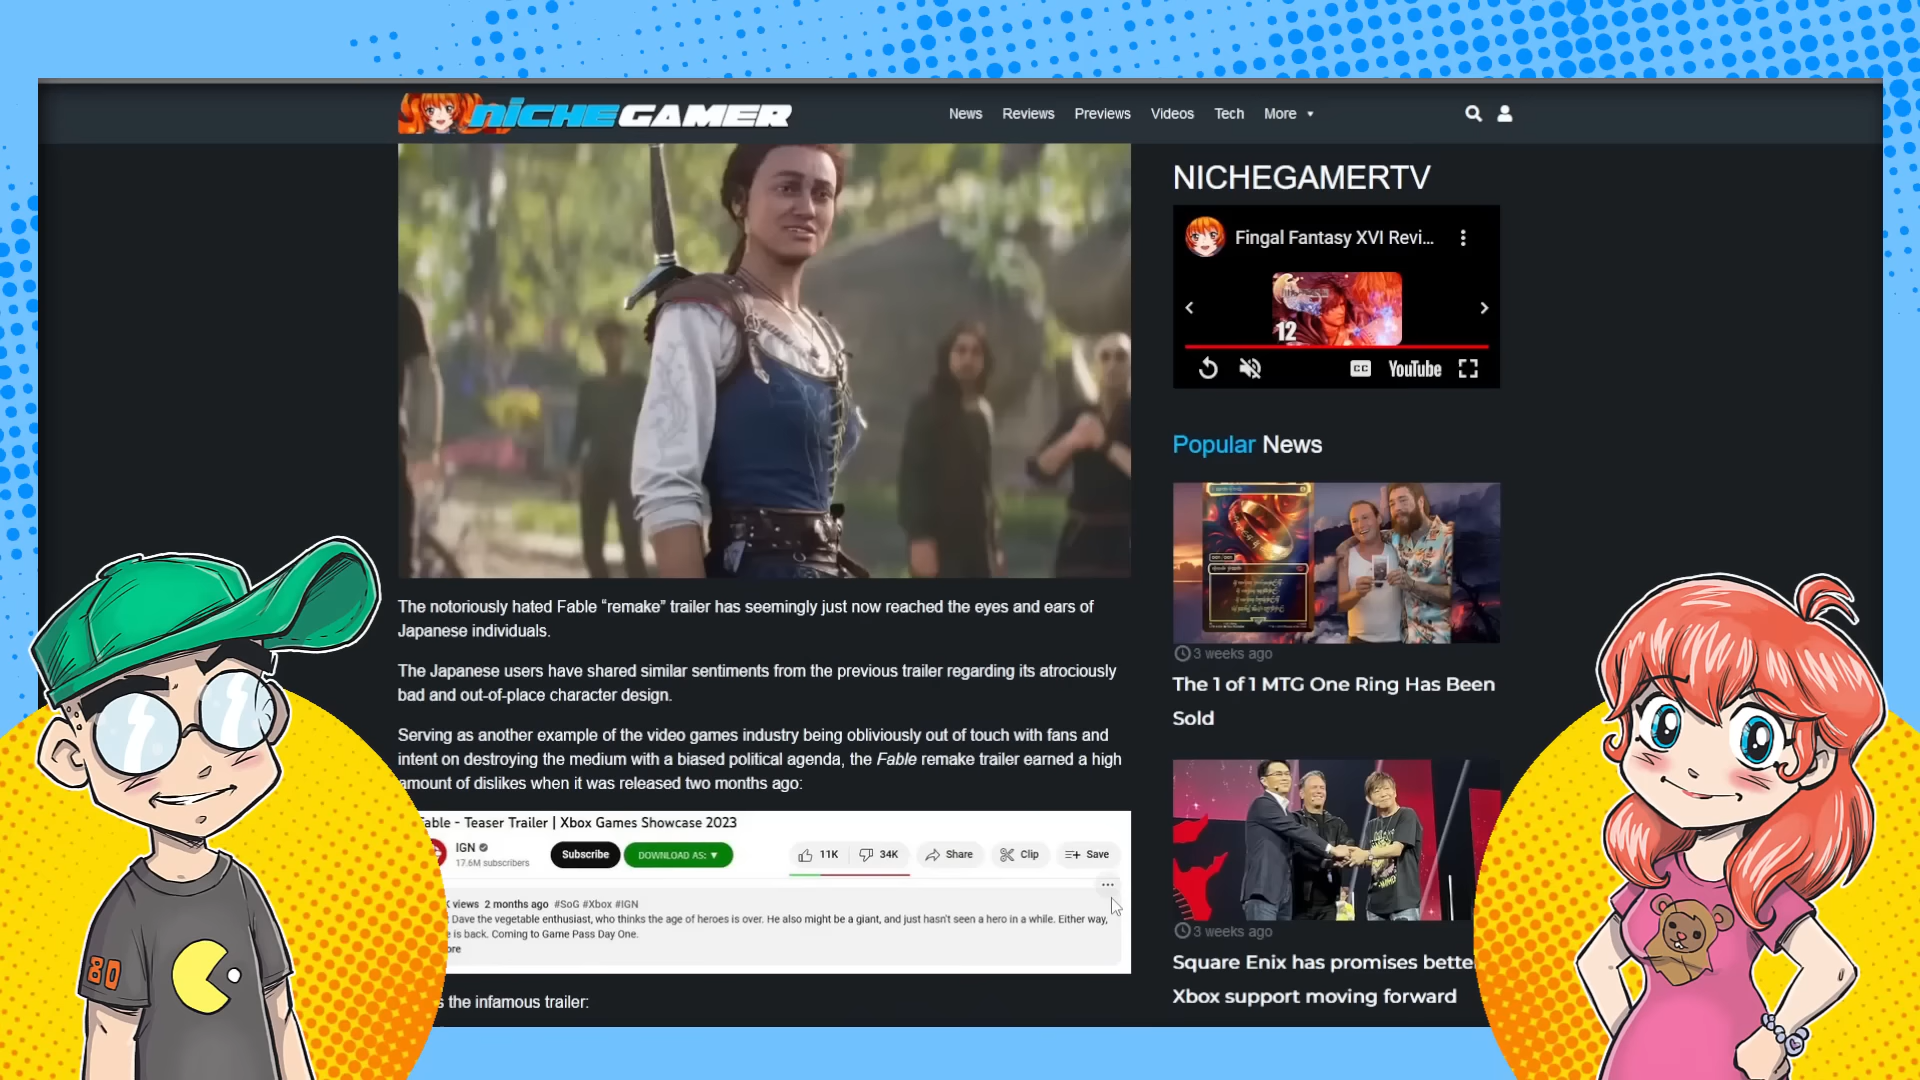 NICHEGAMER
News Reviews Previews Videos Tech More
NICHEGAMERTV
Fingal Fantasy XVI Revi...
12
CC YouTube
Popular News
3 weeks ago
The 1 of 1 MTG One Ring Has Been
Sold
3 weeks ago
Square Enix has promises bette
Xbox support moving forward
The notoriously hated Fable “remake” trailer has seemingly just now reached the eyes and ears of
Japanese individuals.
The Japanese users have shared similar sentiments from the previous trailer regarding its atrociously
bad and out-of-place character design.
Serving as another example of the video games industry being obliviously out of touch with fans and
intent on destroying the medium with a biased political agenda, the Fable remake trailer earned a high
amount of dislikes when it was released two months ago:
able - Teaser Trailer | Xbox Games Showcase 2023
IGN
17.6M subscribers
Subscribe
DOWNLOAD AS: ▼
11K 34K Share Clip Save
views 2 months ago #SoG #Xbox #IGN
Dave the vegetable enthusiast, who thinks the age of heroes is over. He also might be a giant, and just hasn't seen a hero in a while. Either way,
e is back. Coming to Game Pass Day One.
ore
s the infamous trailer:
80